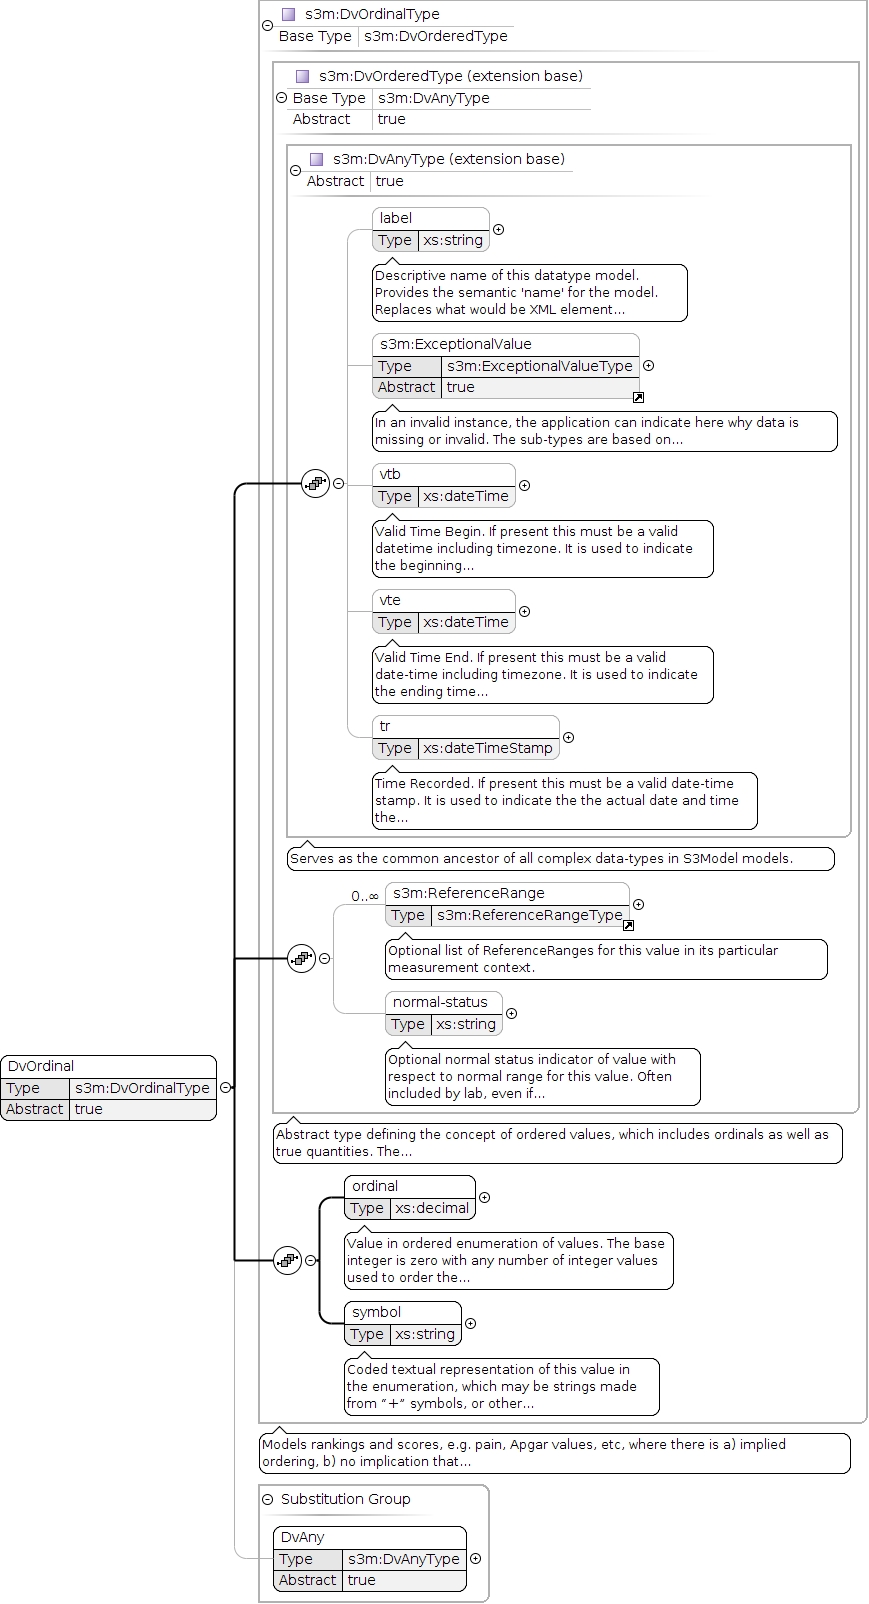 s3m:DvOrdinalType
Base Type s3m:DvOrderedType
s3m:DvOrderedType (extension base)
Base Type s3m:DvAnyType
Abstract true
s3m:DvAnyType (extension base)
Abstract true
label
Type xs:string
Descriptive name of this datatype model.
Provides the semantic 'name' for the model.
Replaces what would be XML element...
s3m:ExceptionalValue
Type s3m:ExceptionalValueType
Abstract true
In an invalid instance, the application can indicate here why data is
missing or invalid. The sub-types are based on...
vtb
Type xs:dateTime
Valid Time Begin. If present this must be a valid
datetime including timezone. It is used to indicate
the beginning...
vte
Type xs:dateTime
Valid Time End. If present this must be a valid
date-time including timezone. It is used to indicate
the ending time...
tr
Type xs:dateTimeStamp
Time Recorded. If present this must be a valid date-time
stamp. It is used to indicate the the actual date and time
the...
Serves as the common ancestor of all complex data-types in S3Model models.
0..∞ s3m:ReferenceRange
Type s3m:ReferenceRangeType
Optional list of ReferenceRanges for this value in its particular
measurement context.
normal-status
Type xs:string
Optional normal status indicator of value with
respect to normal range for this value. Often
included by lab, even if...
DvOrdinal
Type s3m:DvOrdinalType
Abstract true
Abstract type defining the concept of ordered values, which includes ordinals as well as
true quantities. The...
ordinal
Type xs:decimal
Value in ordered enumeration of values. The base
integer is zero with any number of integer values
used to order the...
symbol
Type xs:string
Coded textual representation of this value in
the enumeration, which may be strings made
from “+” symbols, or other...
Models rankings and scores, e.g. pain, Apgar values, etc, where there is a) implied
ordering, b) no implication that...
Substitution Group
DvAny
Type s3m:DvAnyType
Abstract true